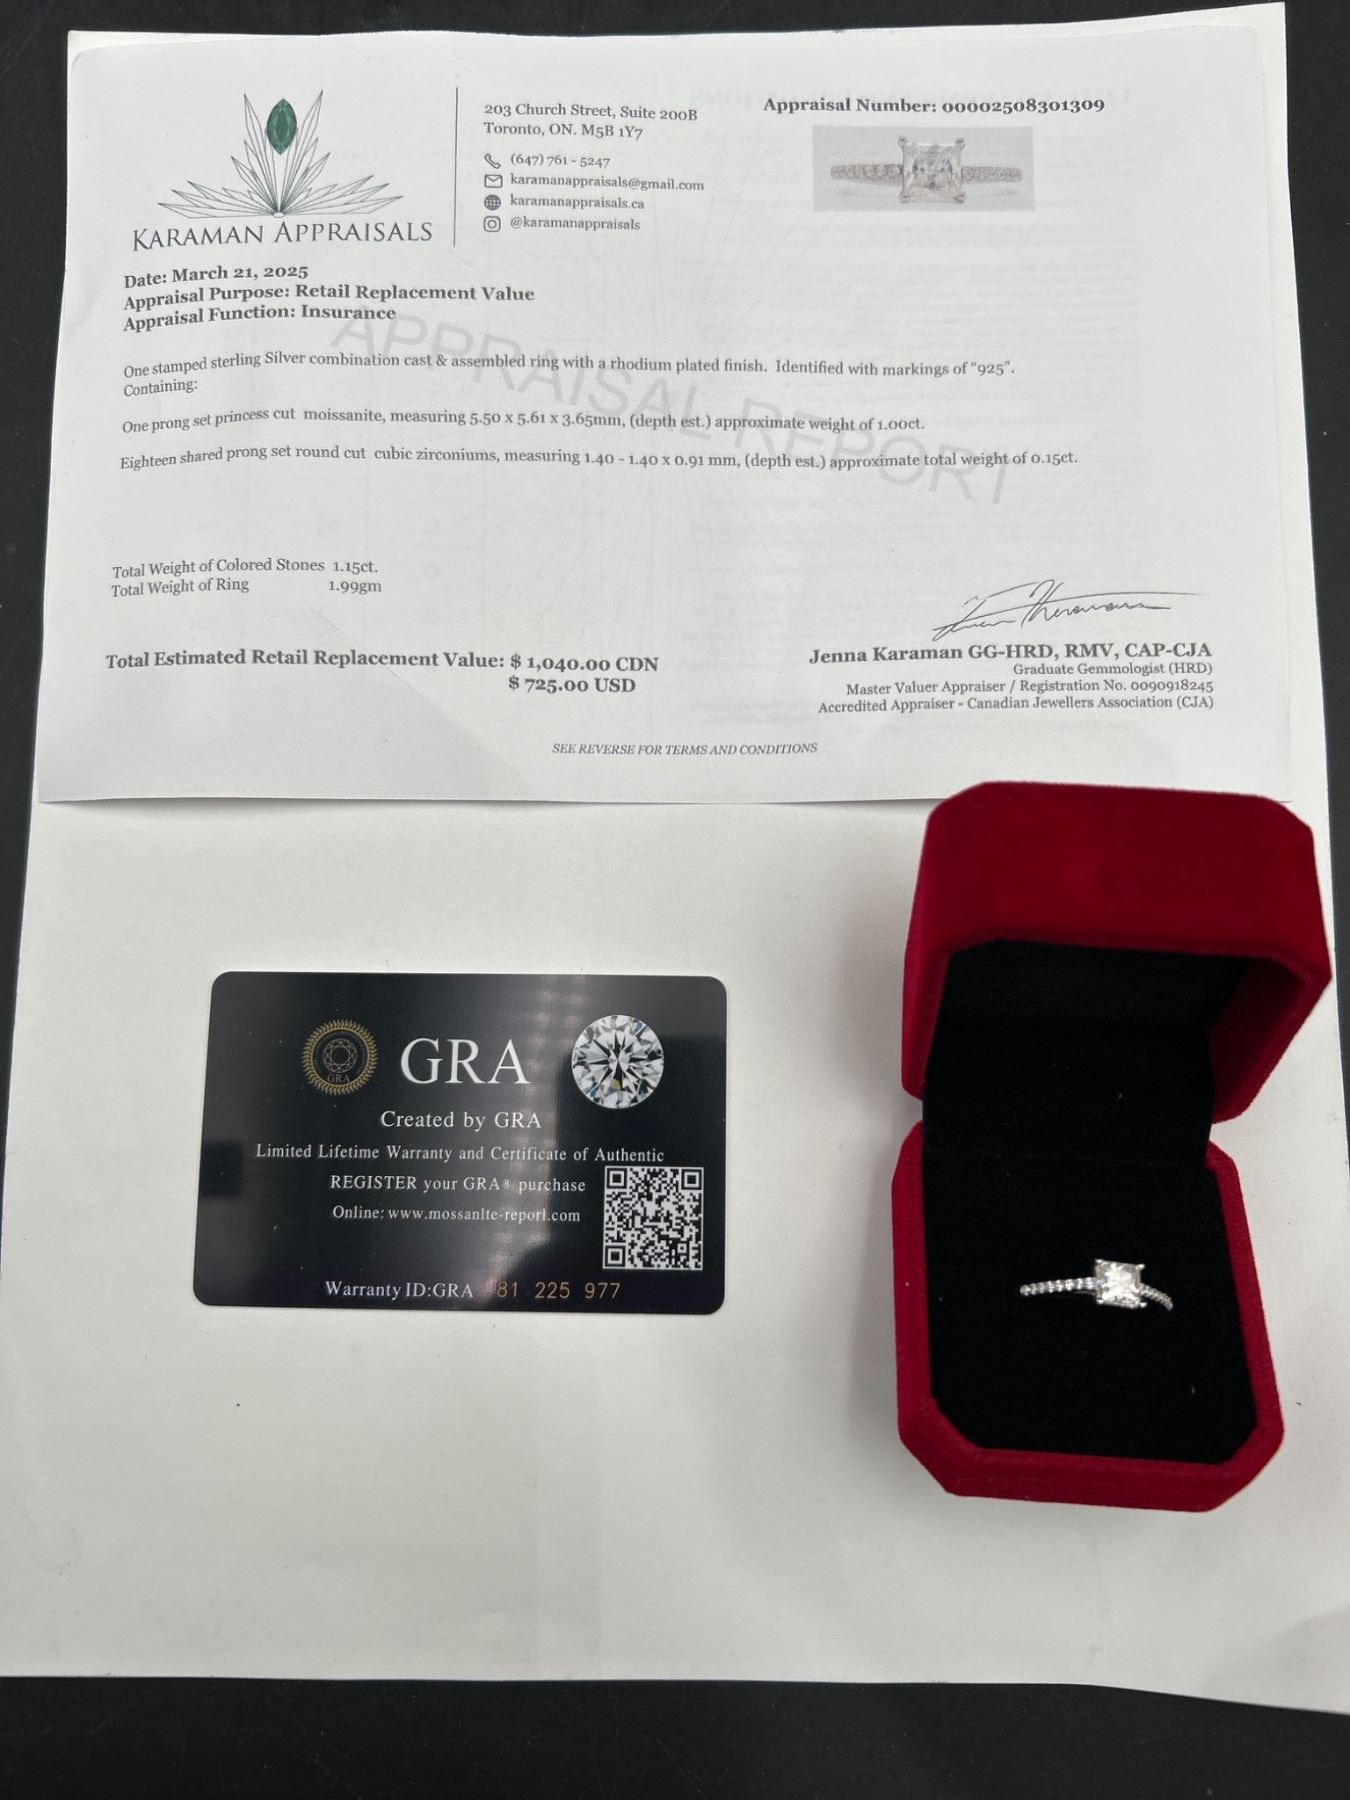 KARAMAN APPRAISALS
203 Church Street, Suite 200B
Toronto, ON. M5B 1Y7
(647) 761 - 5247
karamanappraisals@gmail.com
karamanappraisals.ca
@karamanappraisals
Appraisal Number: 00002508301309
Date: March 21, 2025
Appraisal Purpose: Retail Replacement Value
Appraisal Function: Insurance
APPRAISAL REPORT
One stamped sterling Silver combination cast & assembled ring with a rhodium plated finish. Identified with markings of "925".
Containing:
One prong set princess cut moissanite, measuring 5.50 x 5.61 x 3.65mm, (depth est.) approximate weight of 1.00ct.
Eighteen shared prong set round cut cubic zirconiums, measuring 1.40 - 1.40 x 0.91 mm, (depth est.) approximate total weight of 0.15ct.
Total Weight of Colored Stones 1.15ct.
Total Weight of Ring 1.99gm
Total Estimated Retail Replacement Value: $ 1,040.00 CDN
$ 725.00 USD
Jenna Karaman GG-HRD, RMV, CAP-CJA
Graduate Gemmologist (HRD)
Master Valuer Appraiser / Registration No. 0090918245
Accredited Appraiser - Canadian Jewellers Association (CJA)
SEE REVERSE FOR TERMS AND CONDITIONS
GRA
GRA
Created by GRA
Limited Lifetime Warranty and Certificate of Authentic
REGISTER your GRA® purchase
Online: www.mossanlte-reporl.com
Warranty ID:GRA 81 225 977